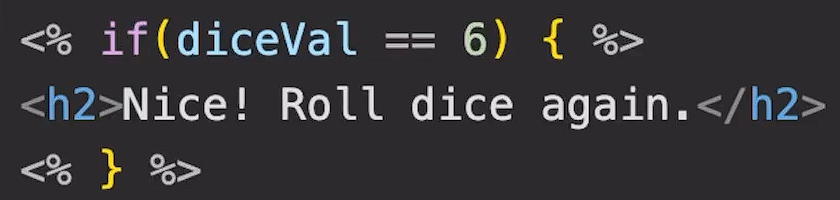 <% if(diceVal == 6) { %>
<h2>Nice! Roll dice again.</h2>
<% } %>